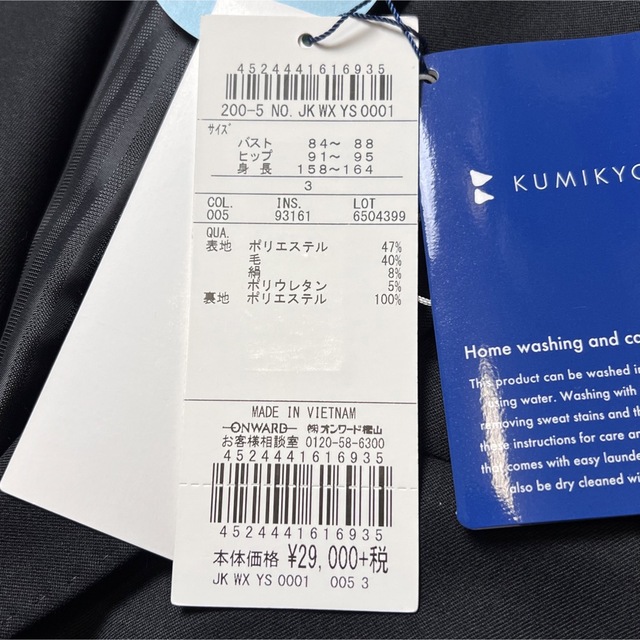 4524441616935
200-5 NO. JK WX YS 0001
サイズ
バスト 84〜 88
ヒップ 91〜 95
身長 158〜164
3
COL. INS. LOT
005 93161 6504399
QUA.
表地 ポリエステル 47%
毛 40%
絹 8%
ポリウレタン 5%
裏地 ポリエステル 100%
MADE IN VIETNAM
ONWARD ㈱オンワード樫山
お客様相談室 0120-58-6300
4524441616935
4524441616935
本体価格 ¥29,000+税
JK WX YS 0001 005 3
KUMIKYO
Home washing and
This product can be washed
using water. Washing with
removing sweat stains and
these instructions for care
that comes with easy
also be dry cleaned